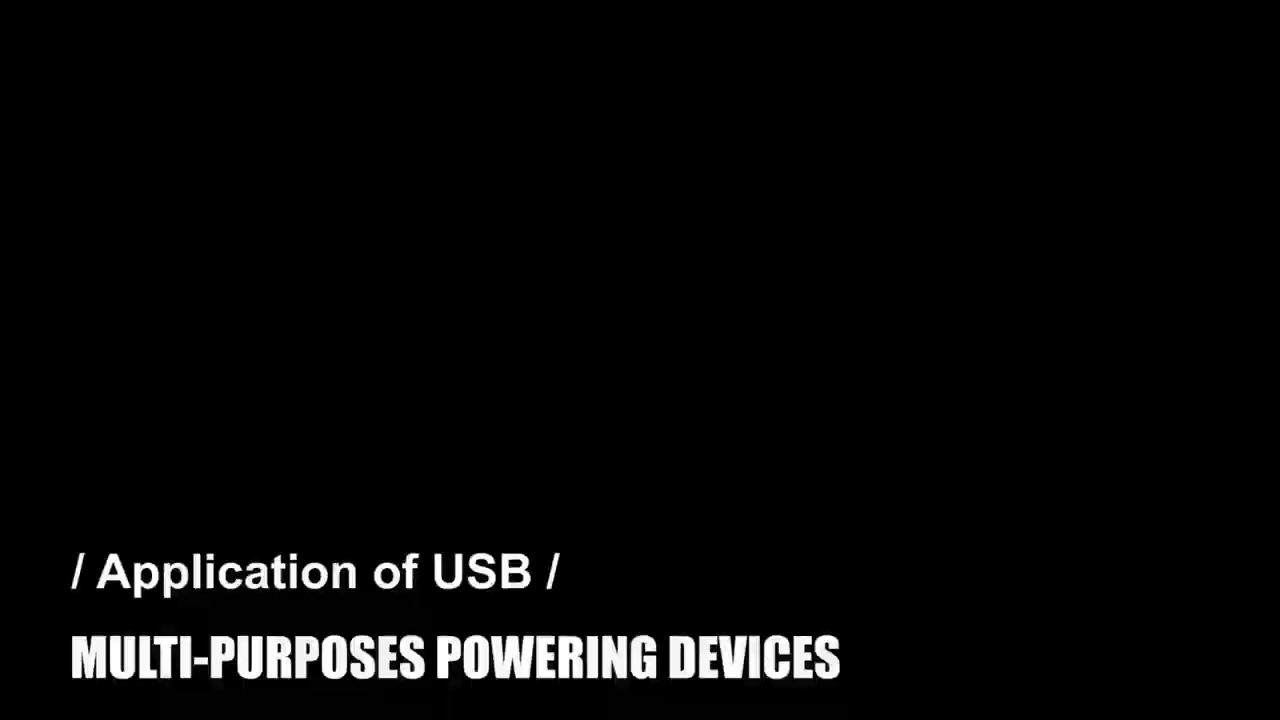 / Application of USB /
MULTI-PURPOSES POWERING DEVICES